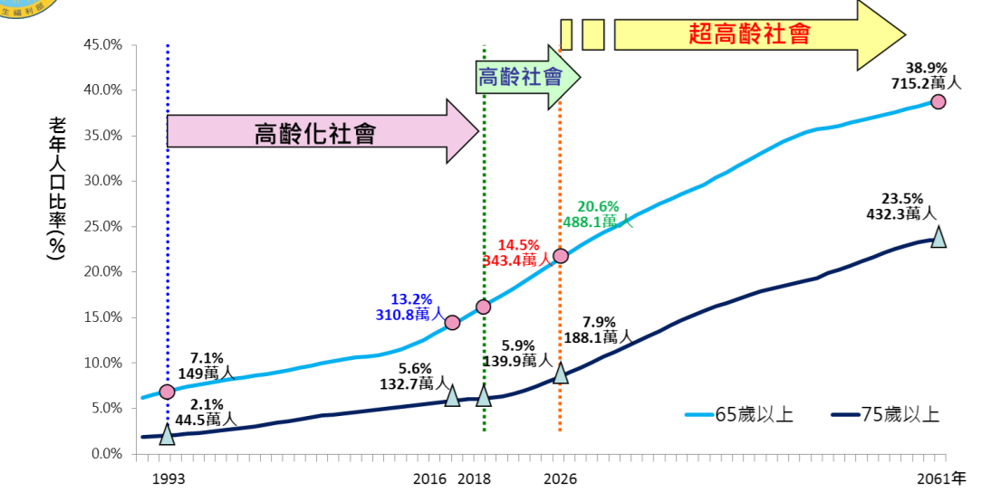 生福利部
超高齡社會
高齡社會
高齡化社會
老年人口比率(%)
45.0%
40.0%
35.0%
30.0%
25.0%
20.0%
15.0%
10.0%
5.0%
0.0%
38.9%
715.2萬人
20.6%
488.1萬人
23.5%
432.3萬人
14.5%
343.4萬人
13.2%
310.8萬人
7.9%
188.1萬人
5.9%
139.9萬人
5.6%
132.7萬人
7.1%
149萬人
2.1%
44.5萬人
65歲以上
75歲以上
1993
2016
2018
2026
2061年